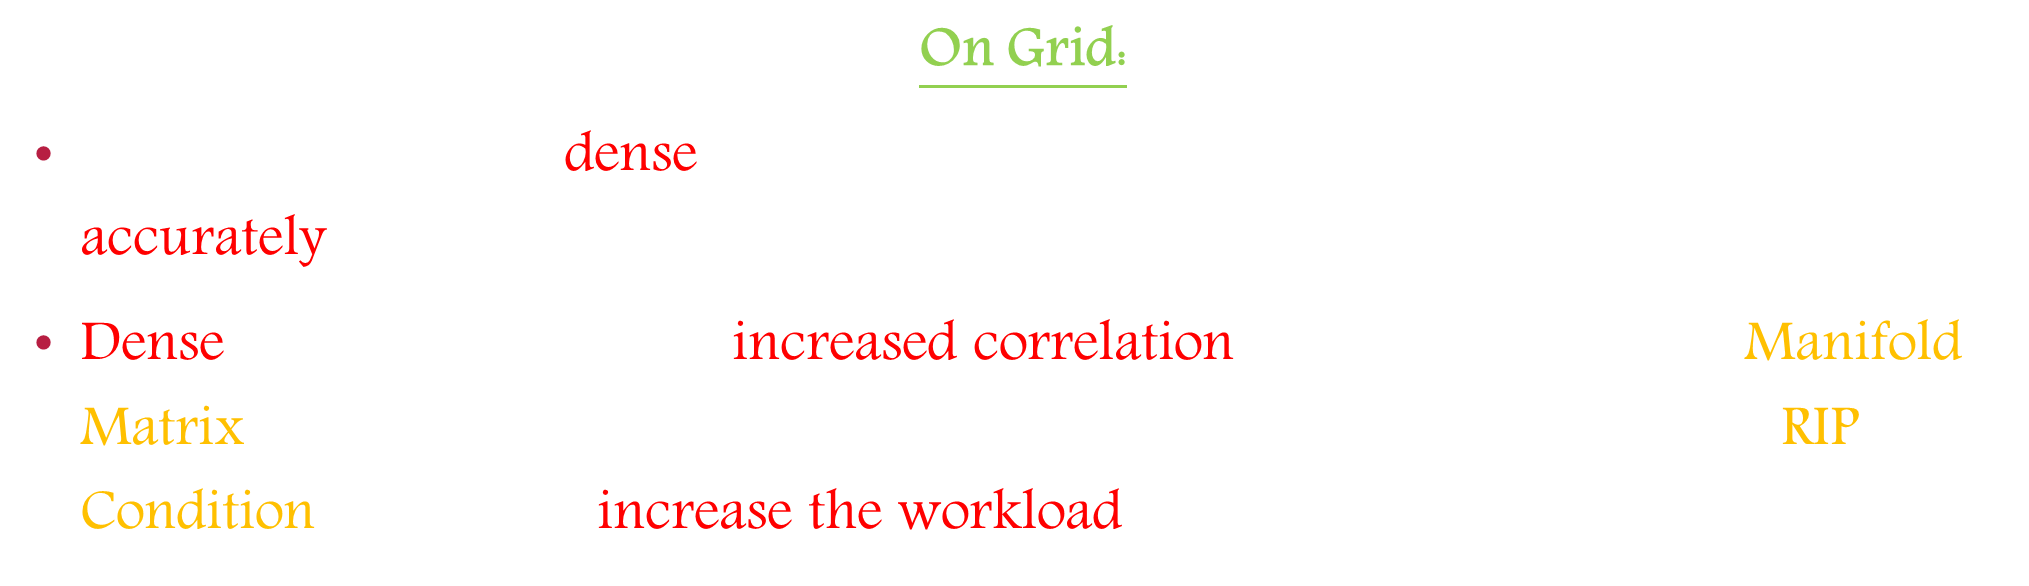 On Grid:
• dense
accurately
• Dense increased correlation Manifold
Matrix RIP
Condition increase the workload